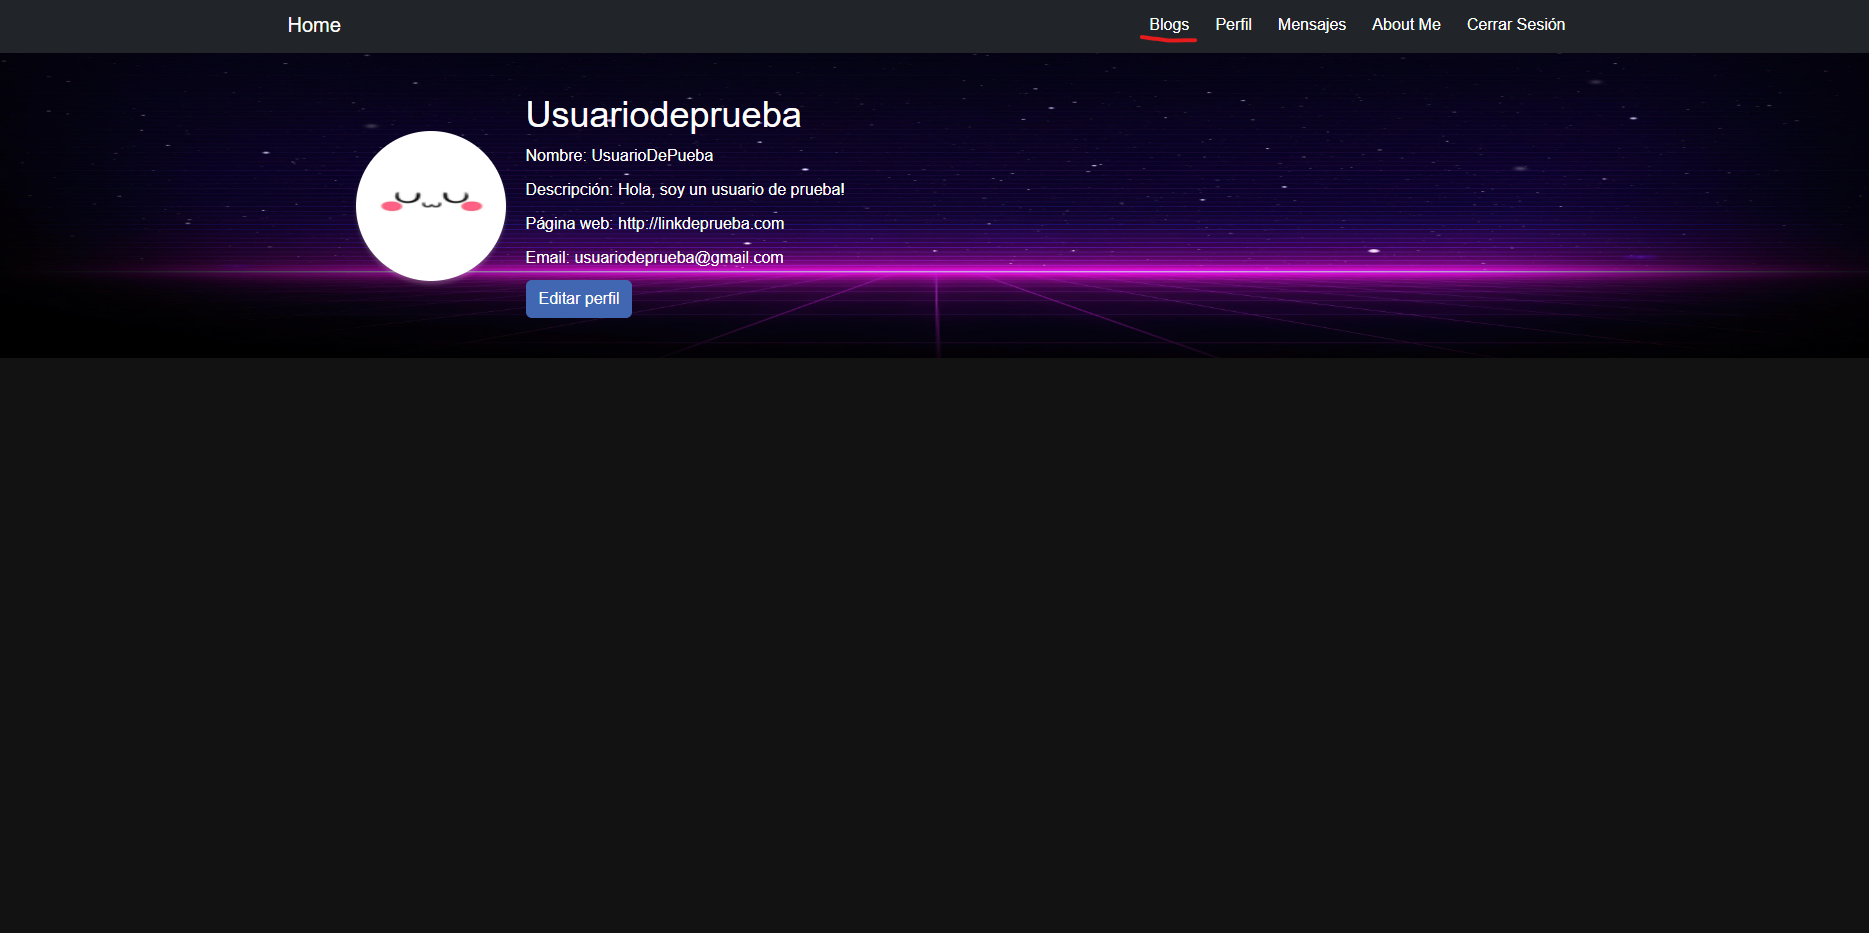 Home Blogs Perfil Mensajes About Me Cerrar Sesión
Usuariodeprueba
Nombre: UsuarioDePueba
Descripción: Hola, soy un usuario de prueba!
Página web: http://linkdeprueba.com
Email: usuariodeprueba@gmail.com
Editar perfil